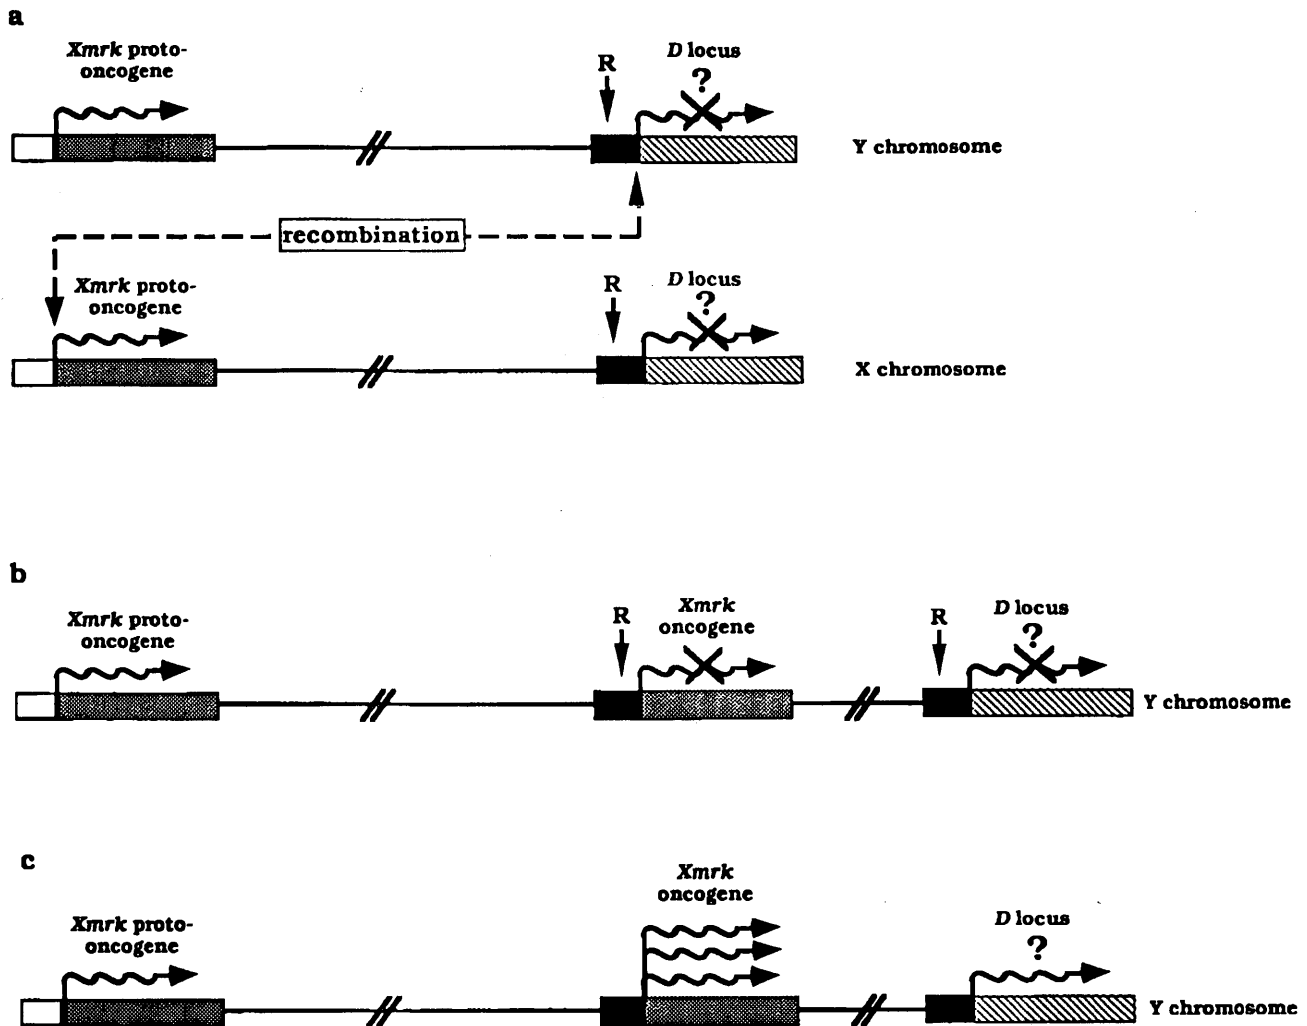 a
Xmrk proto-
oncogene
R
D locus
?
Y chromosome
recombination
Xmrk proto-
oncogene
R
D locus
?
X chromosome
b
Xmrk proto-
oncogene
R
Xmrk
oncogene
R
D locus
?
Y chromosome
c
Xmrk proto-
oncogene
Xmrk
oncogene
D locus
?
Y chromosome